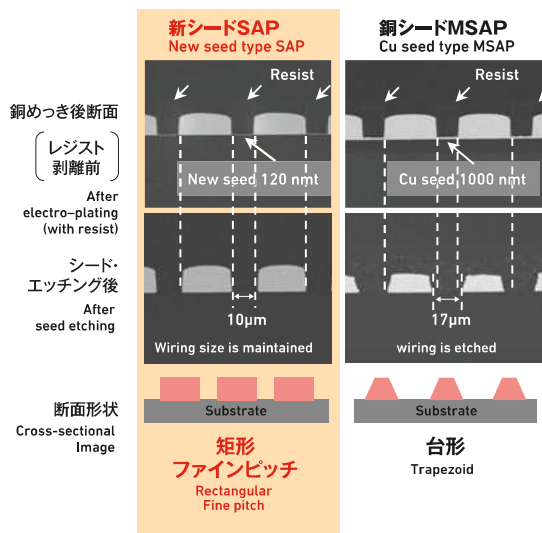 新シードSAP
New seed type SAP
銅シードMSAP
Cu seed type MSAP
銅めっき後断面
レジスト
剥離前
After
electro-plating
(with resist)
Resist
New seed 120 nmt
Resist
Cu seed 1000 nmt
シード・
エッチング後
After
seed etching
10μm
Wiring size is maintained
17μm
wiring is etched
断面形状
Cross-sectional
Image
Substrate
Substrate
矩形
ファインピッチ
Rectangular
Fine pitch
台形
Trapezoid